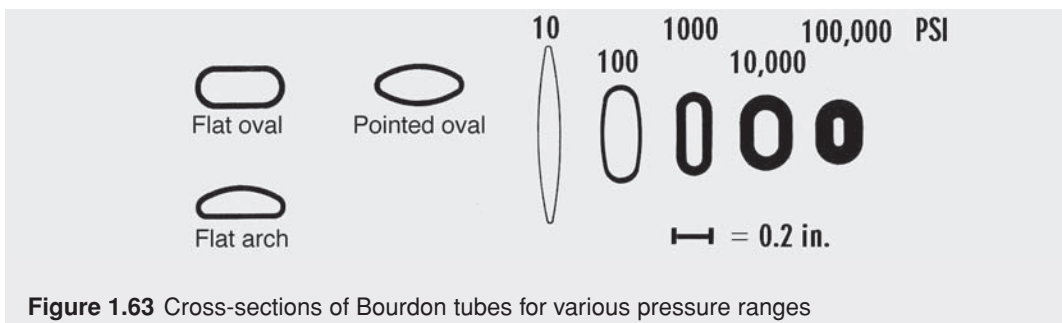 10 1000 100,000 PSI
100 10,000
Flat oval Pointed oval
Flat arch
= 0.2 in.
Figure 1.63 Cross-sections of Bourdon tubes for various pressure ranges